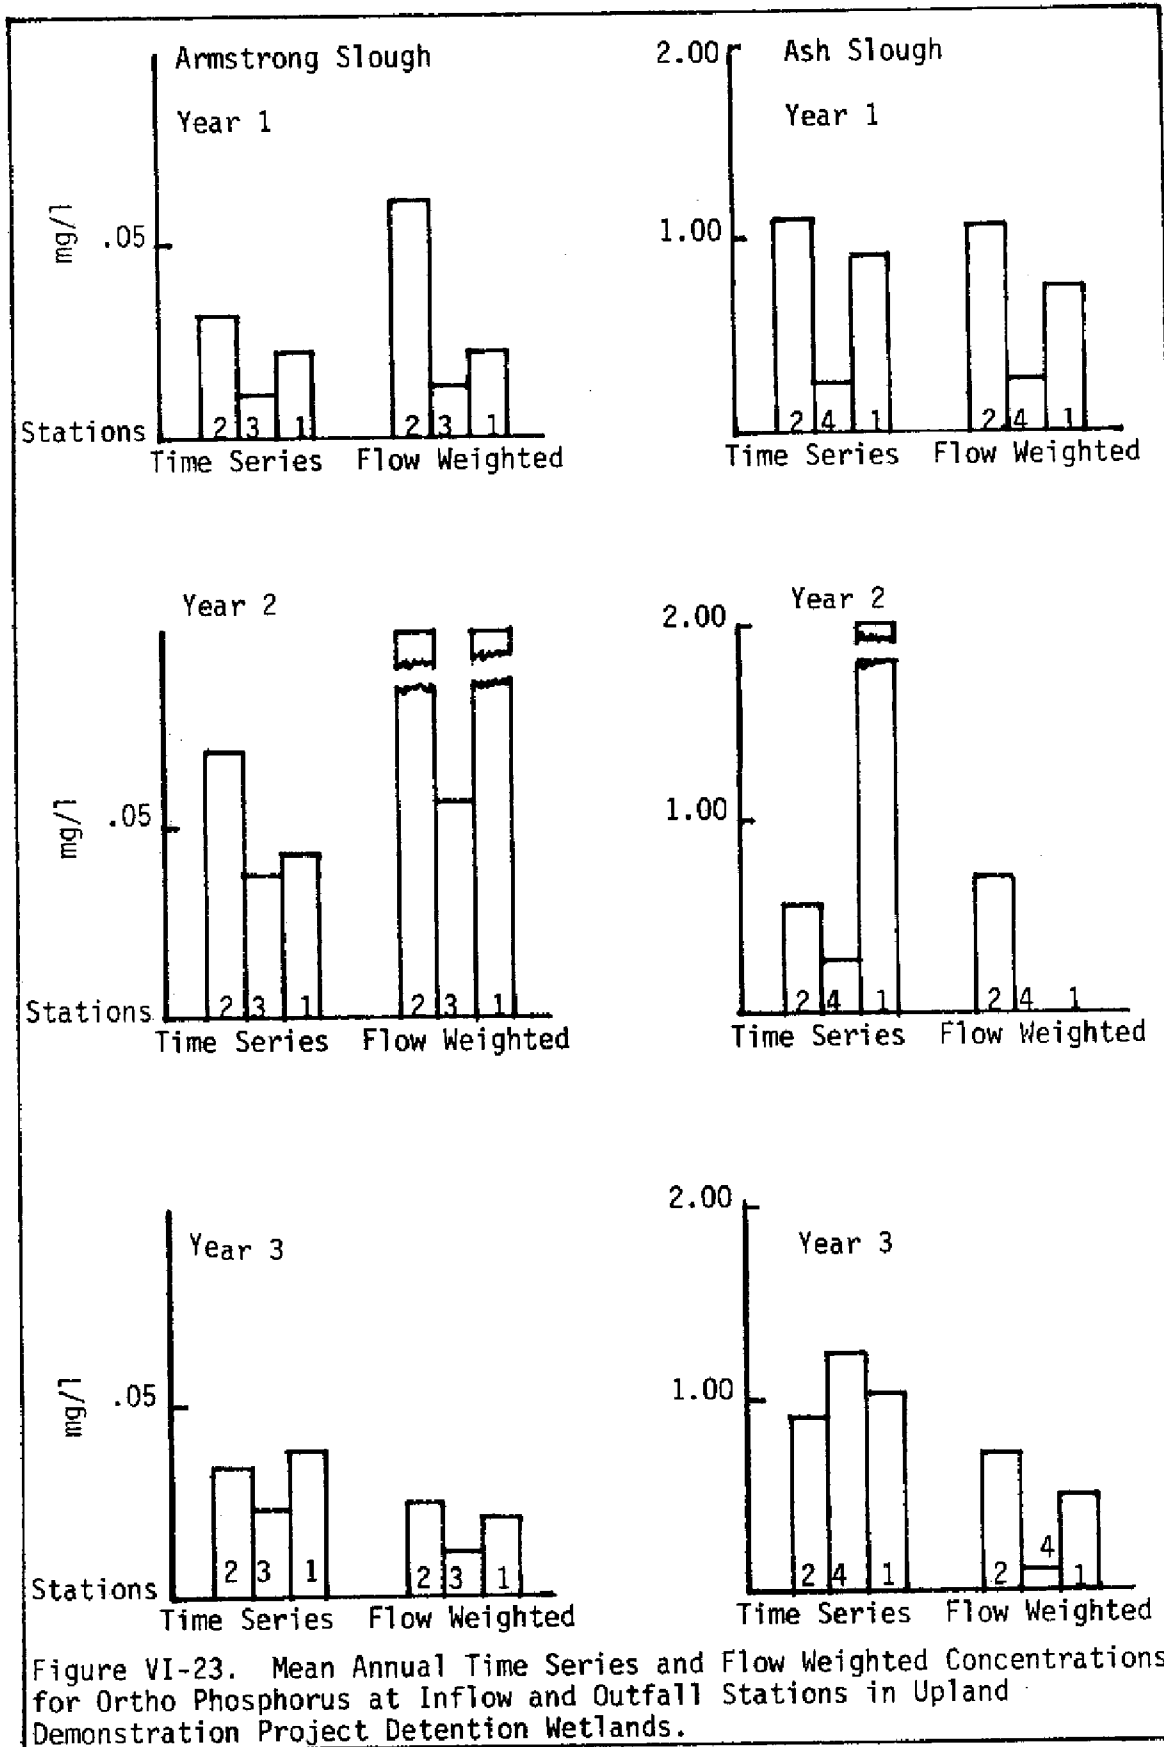 Armstrong Slough
Year 1
mg/l
.05
Stations
2 3 1
2 3 1
Time Series Flow Weighted
2.00
Ash Slough
Year 1
1.00
2 4 1
2 4 1
Time Series Flow Weighted
Year 2
mg/l
.05
Stations
2 3 1
2 3 1
Time Series Flow Weighted
2.00
Year 2
1.00
2 4 1
2 4 1
Time Series Flow Weighted
Year 3
mg/l
.05
Stations
2 3 1
2 3 1
Time Series Flow Weighted
2.00
Year 3
1.00
2 4 1
2 4 1
Time Series Flow Weighted
Figure VI-23. Mean Annual Time Series and Flow Weighted Concentrations
for Ortho Phosphorus at Inflow and Outfall Stations in Upland
Demonstration Project Detention Wetlands.